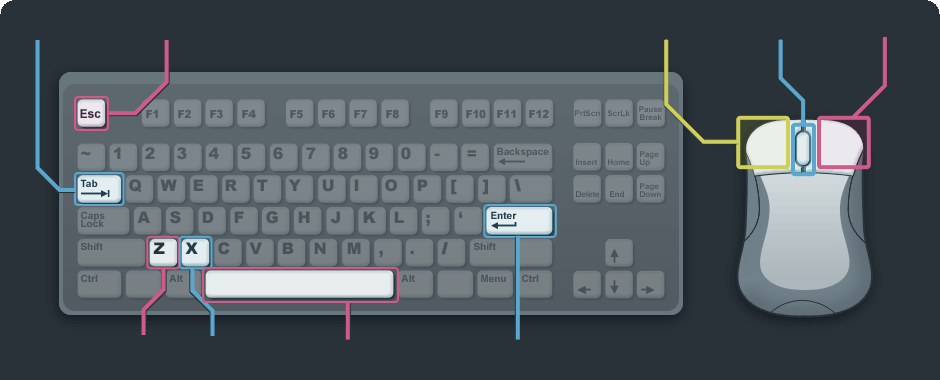 Esc F1 F2 F3 F4 F5 F6 F7 F8 F9 F10 F11 F12 PrtScn ScrLk Pause Break
~ 1 2 3 4 5 6 7 8 9 0 - = Backspace Insert Home Page Up
Tab Q W E R T Y U I O P [ ] \ Delete End Page Down
Caps Lock A S D F G H J K L ; ‘ Enter
Shift Z X C V B N M , . / Shift
Ctrl Alt Alt Menu Ctrl